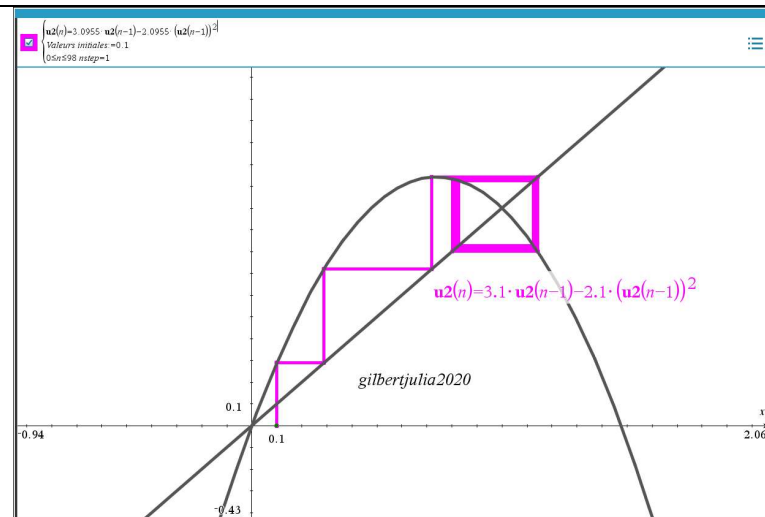 u2(n)=3.0955·u2(n-1)-2.0955·(u2(n-1))²
Valeurs initiales:=0.1
0≤n≤98 nstep=1
u2(n)=3.1·u2(n-1)-2.1·(u2(n-1))²
gilbertjulia2020
0.1
x
-0.94
0.1
2.06
-0.43